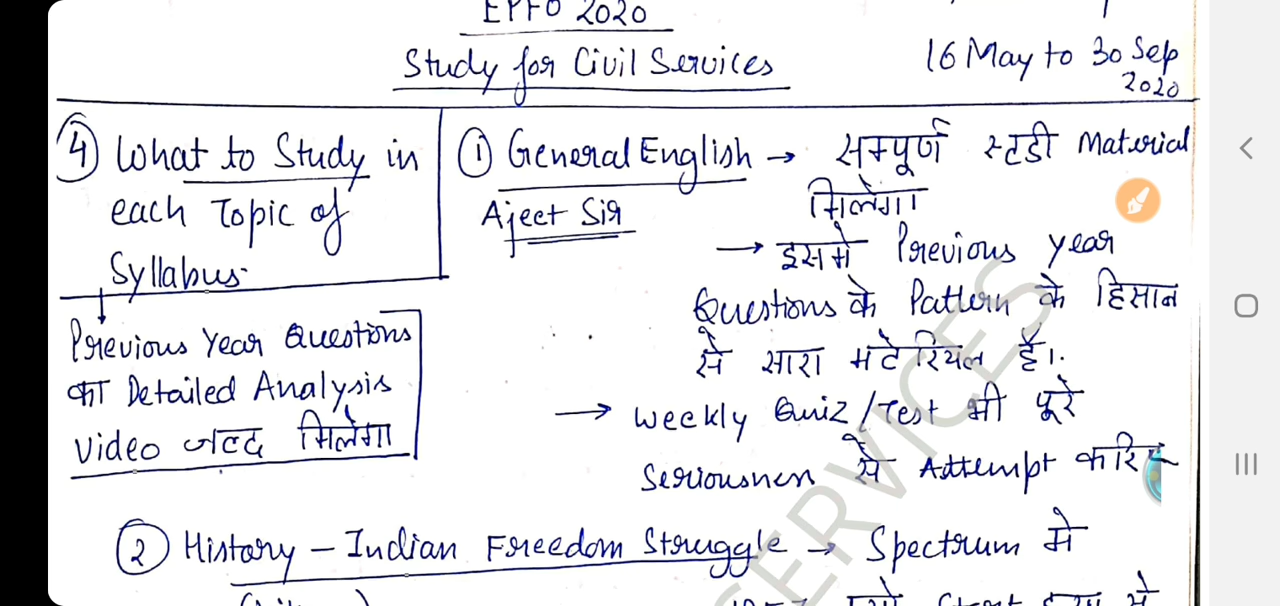 EPFO 2020
Study for Civil Services
16 May to 30 Sep
2020
④ What to Study in
each Topic of
Syllabus.
Previous Year Questions
का Detailed Analysis
Video जल्द मिलेगा
① General English → सम्पूर्ण स्टडी Material
Ajeet Sir
मिलेगा
→ इसमे Previous year
Questions के Pattern के हिसाब
से सारा मटेरियल है।
→ Weekly Quiz/Test भी पूरे
Seriousness से Attempt करिए
② History - Indian Freedom Struggle → Spectrum मे
SERVICES